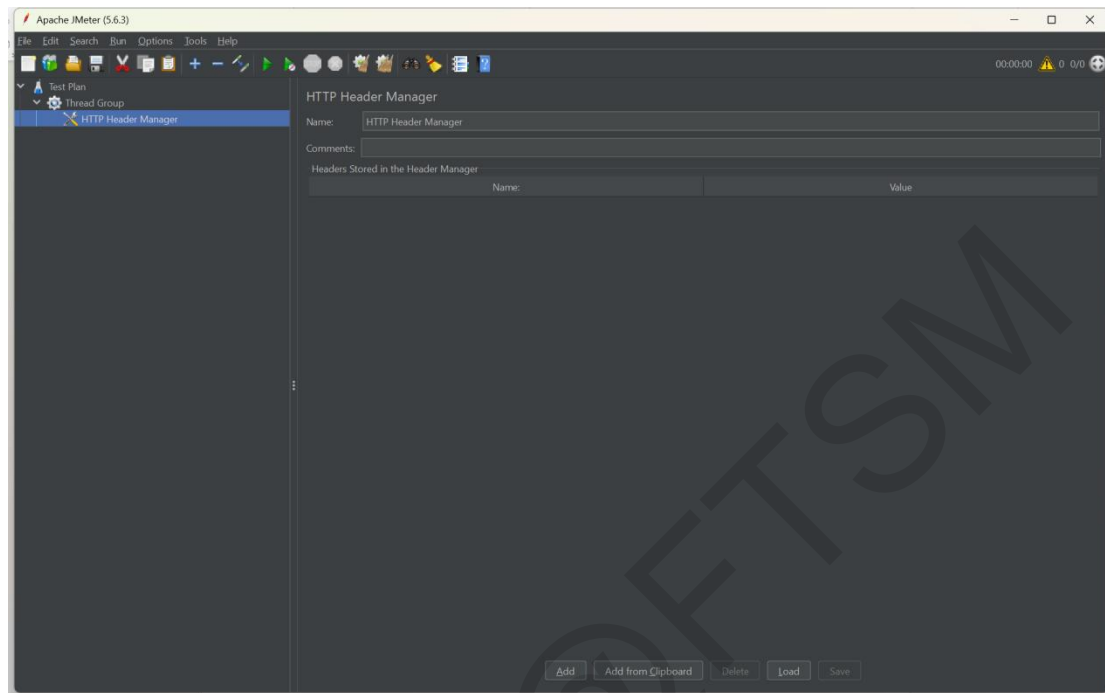 Apache JMeter (5.6.3)
File Edit Search Run Options Tools Help
00:00:00 0 0/0
Test Plan
Thread Group
HTTP Header Manager
HTTP Header Manager
Name: HTTP Header Manager
Comments:
Headers Stored in the Header Manager
Name: Value
Add Add from Clipboard Delete Load Save
@FTSM